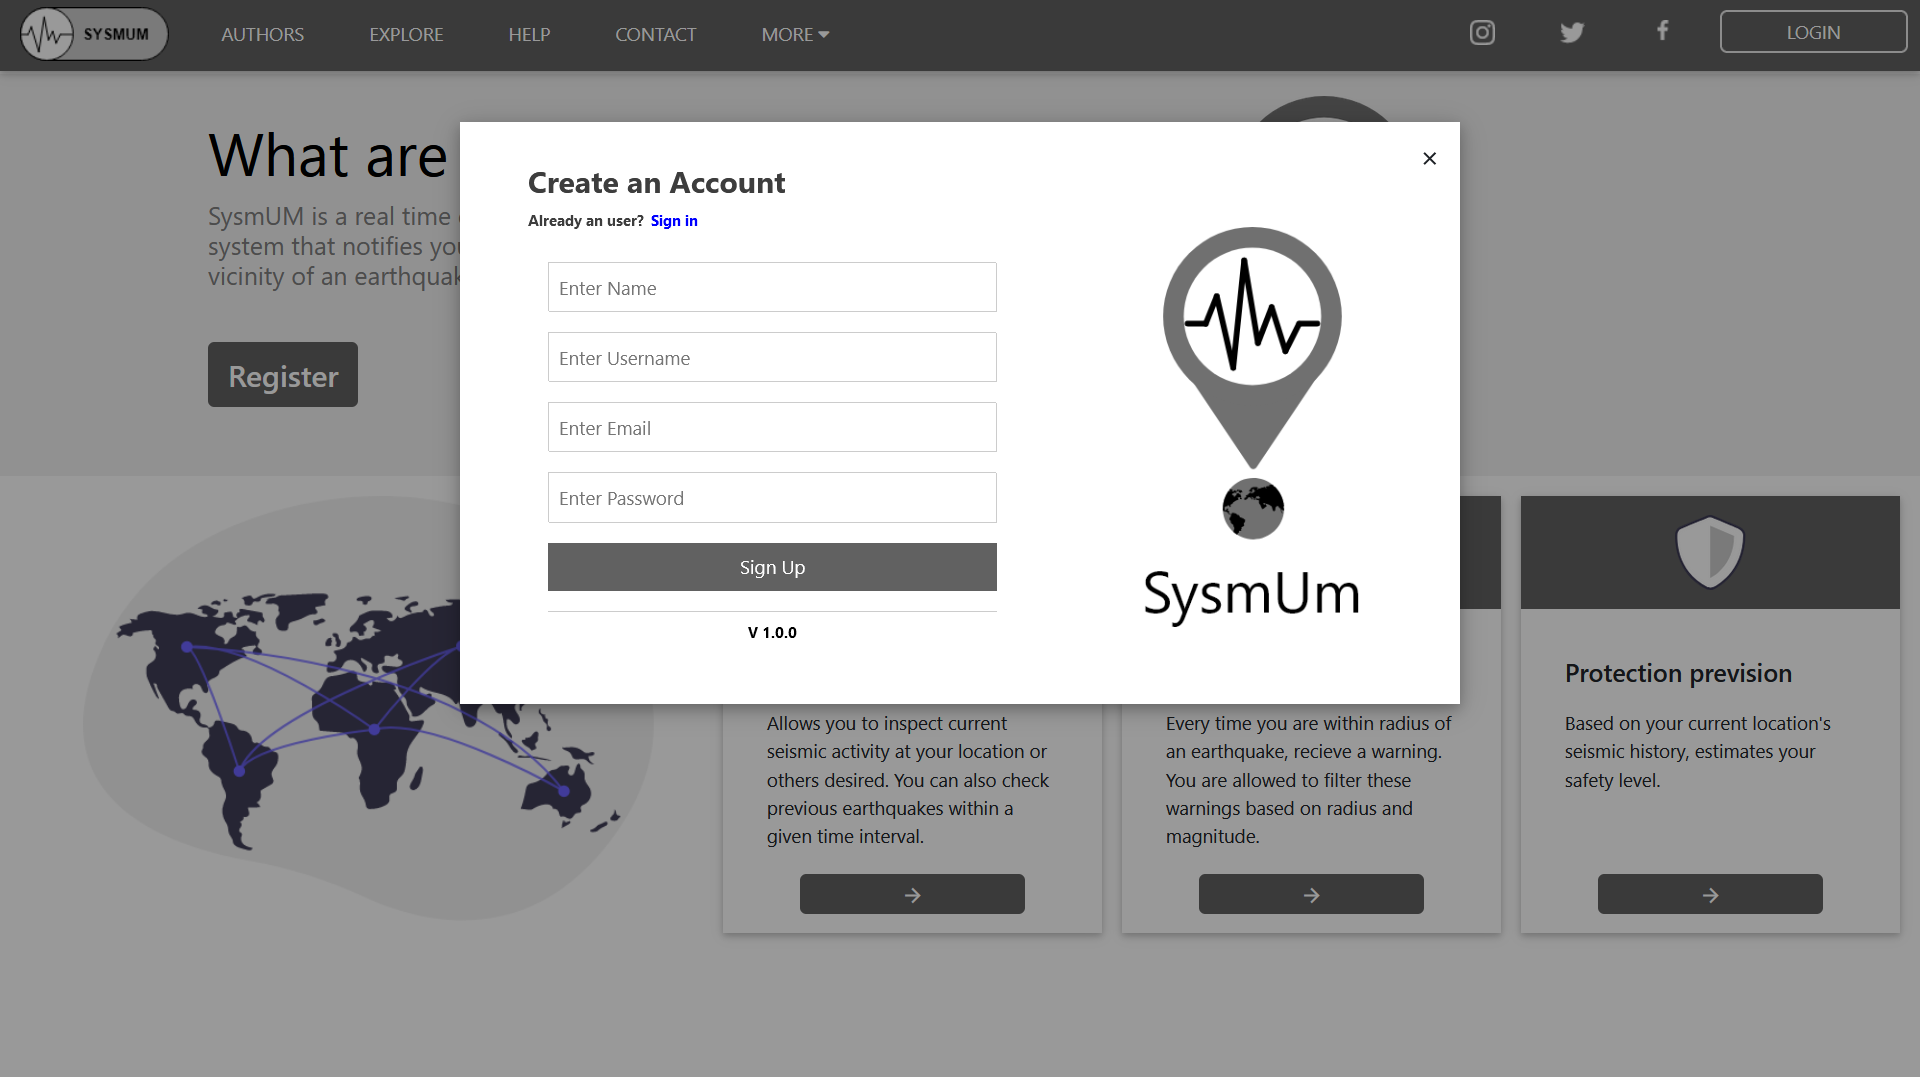 SYSMUM
AUTHORS
EXPLORE
HELP
CONTACT
MORE
LOGIN
What are
SysmUM is a real time
system that notifies you
vicinity of an earthquak
Register
Create an Account
Already an user? Sign in
Enter Name
Enter Username
Enter Email
Enter Password
Sign Up
V 1.0.0
SysmUm
Allows you to inspect current
seismic activity at your location or
others desired. You can also check
previous earthquakes within a
given time interval.
Every time you are within radius of
an earthquake, recieve a warning.
You are allowed to filter these
warnings based on radius and
magnitude.
Protection prevision
Based on your current location's
seismic history, estimates your
safety level.